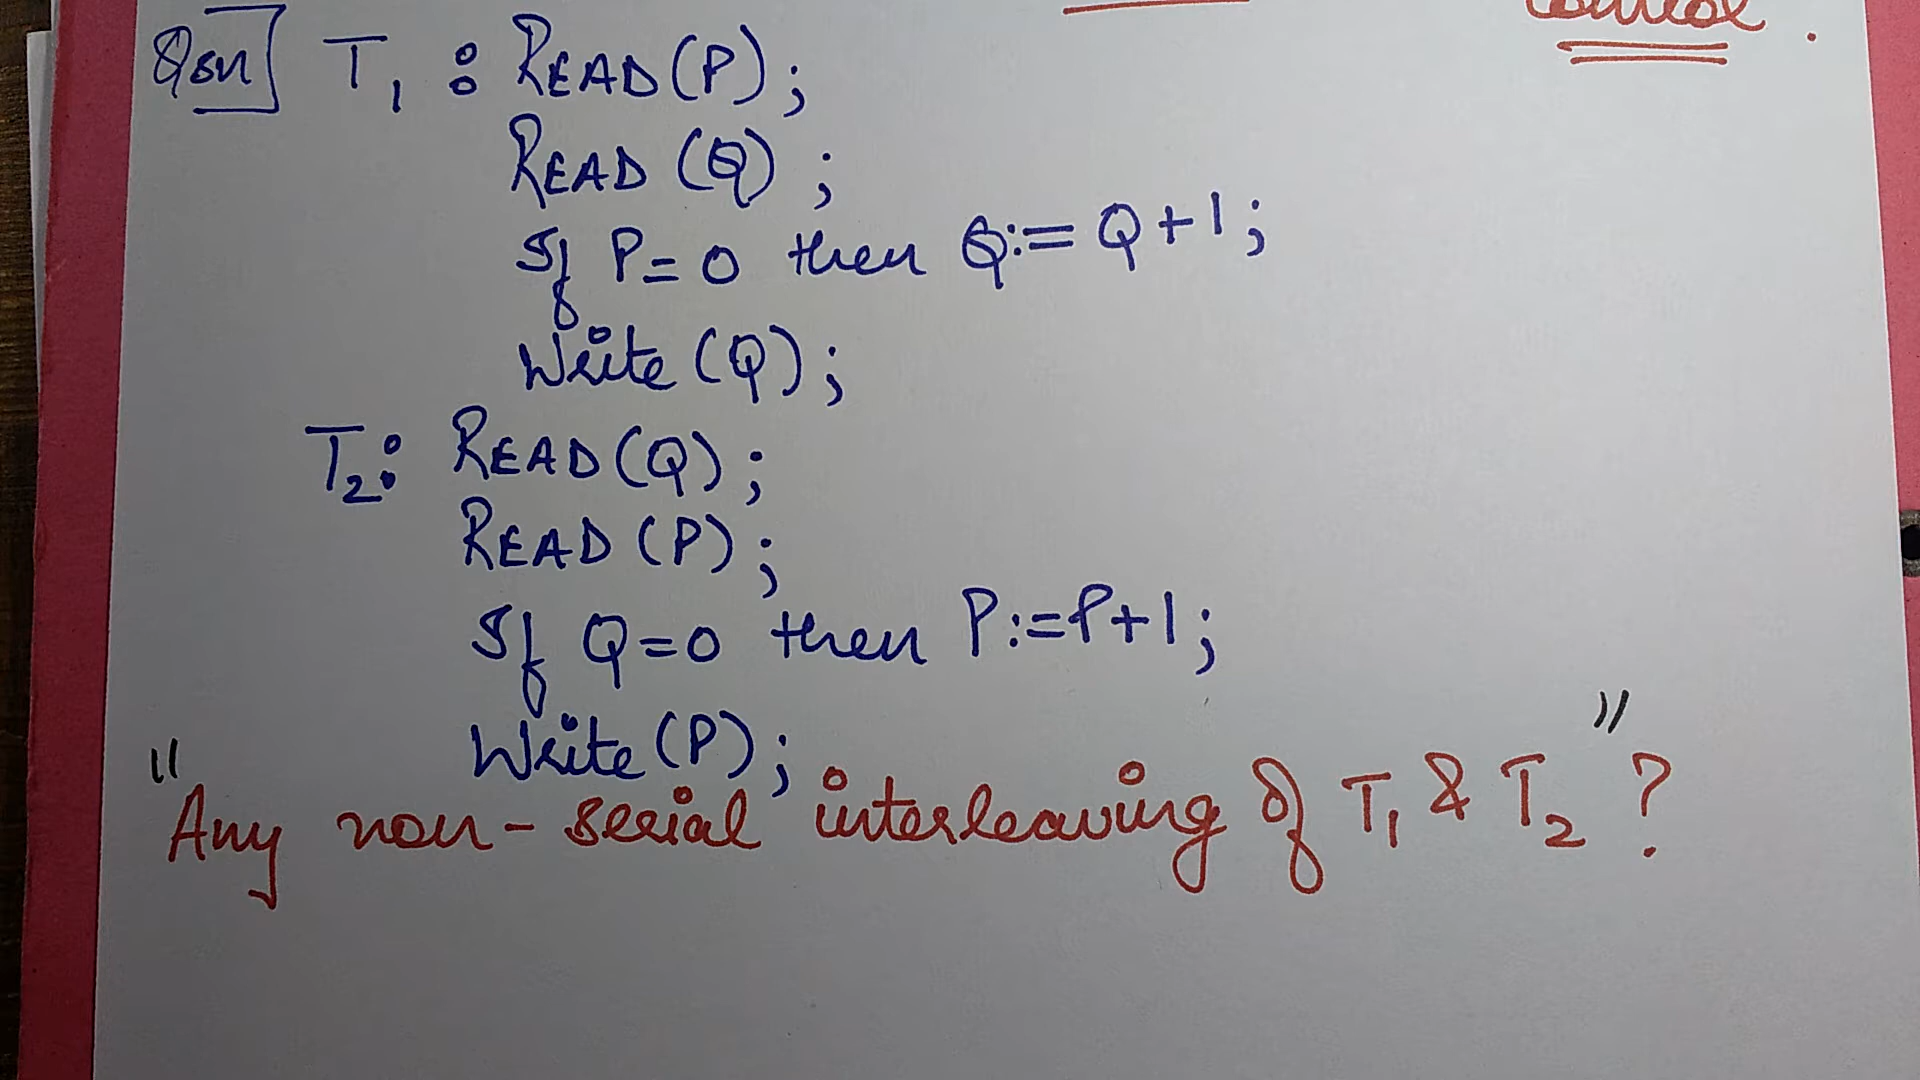 control .
Qsn] T1 : READ(P);
READ (Q) ;
If P=0 then Q:= Q+1;
Write (Q);
T2: READ(Q);
READ (P);
If Q=0 then P:=P+1;
Write (P);
"Any non-serial interleaving of T1 & T2"?